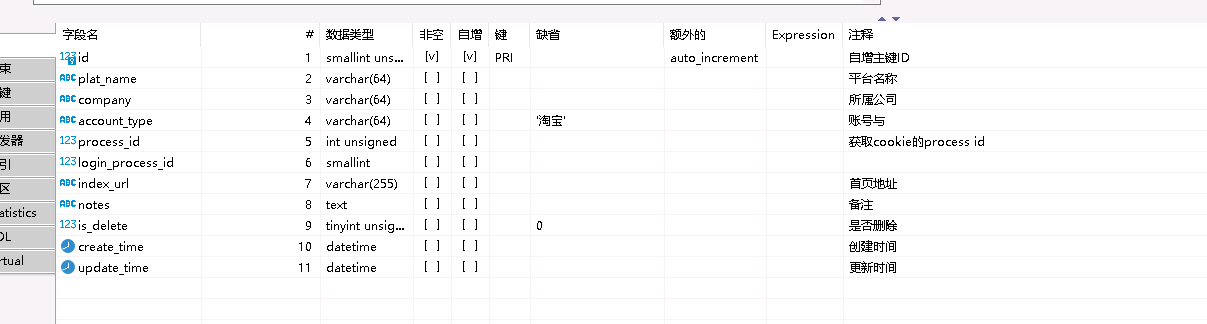 字段名 # 数据类型 非空 自增 键 缺省 额外的 Expression 注释
123 id 1 smallint uns... [v] [v] PRI auto_increment 自增主键ID
ABC plat_name 2 varchar(64) [ ] [ ] 平台名称
ABC company 3 varchar(64) [ ] [ ] 所属公司
ABC account_type 4 varchar(64) [ ] [ ] '淘宝' 账号与
123 process_id 5 int unsigned [ ] [ ] 获取cookie的process id
123 login_process_id 6 smallint [ ] [ ]
ABC index_url 7 varchar(255) [ ] [ ] 首页地址
ABC notes 8 text [ ] [ ] 备注
123 is_delete 9 tinyint unsig... [ ] [ ] 0 是否删除
create_time 10 datetime [ ] [ ] 创建时间
update_time 11 datetime [ ] [ ] 更新时间
束
键
用
发器
引
区
atistics
DL
rtual